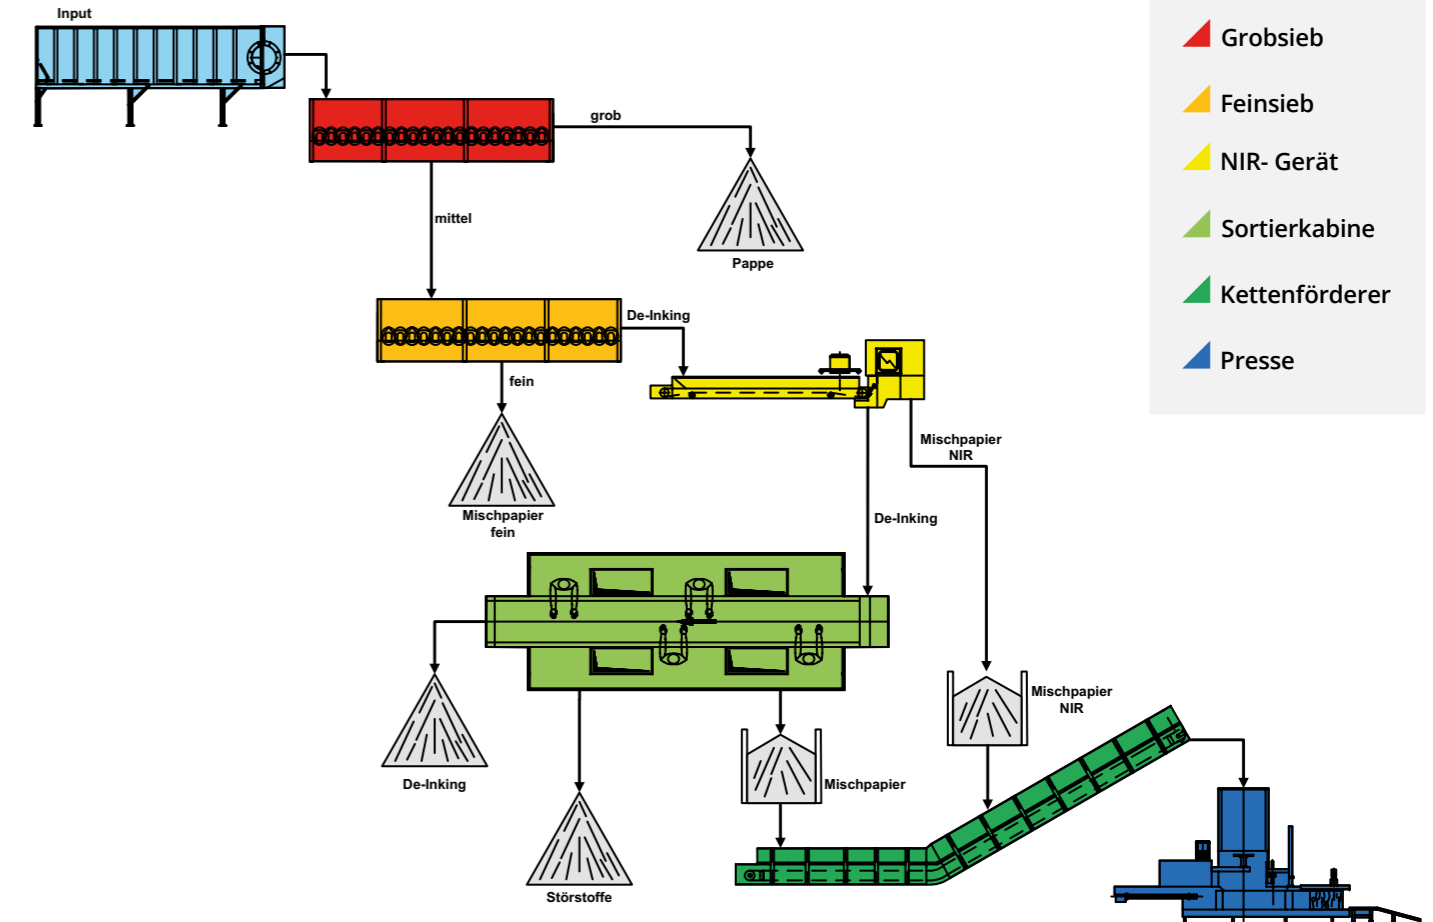 Input
grob
Pappe
mittel
De-Inking
fein
Mischpapier
fein
Mischpapier
NIR
De-Inking
De-Inking
Störstoffe
Mischpapier
Mischpapier
NIR
Grobsieb
Feinsieb
NIR- Gerät
Sortierkabine
Kettenförderer
Presse